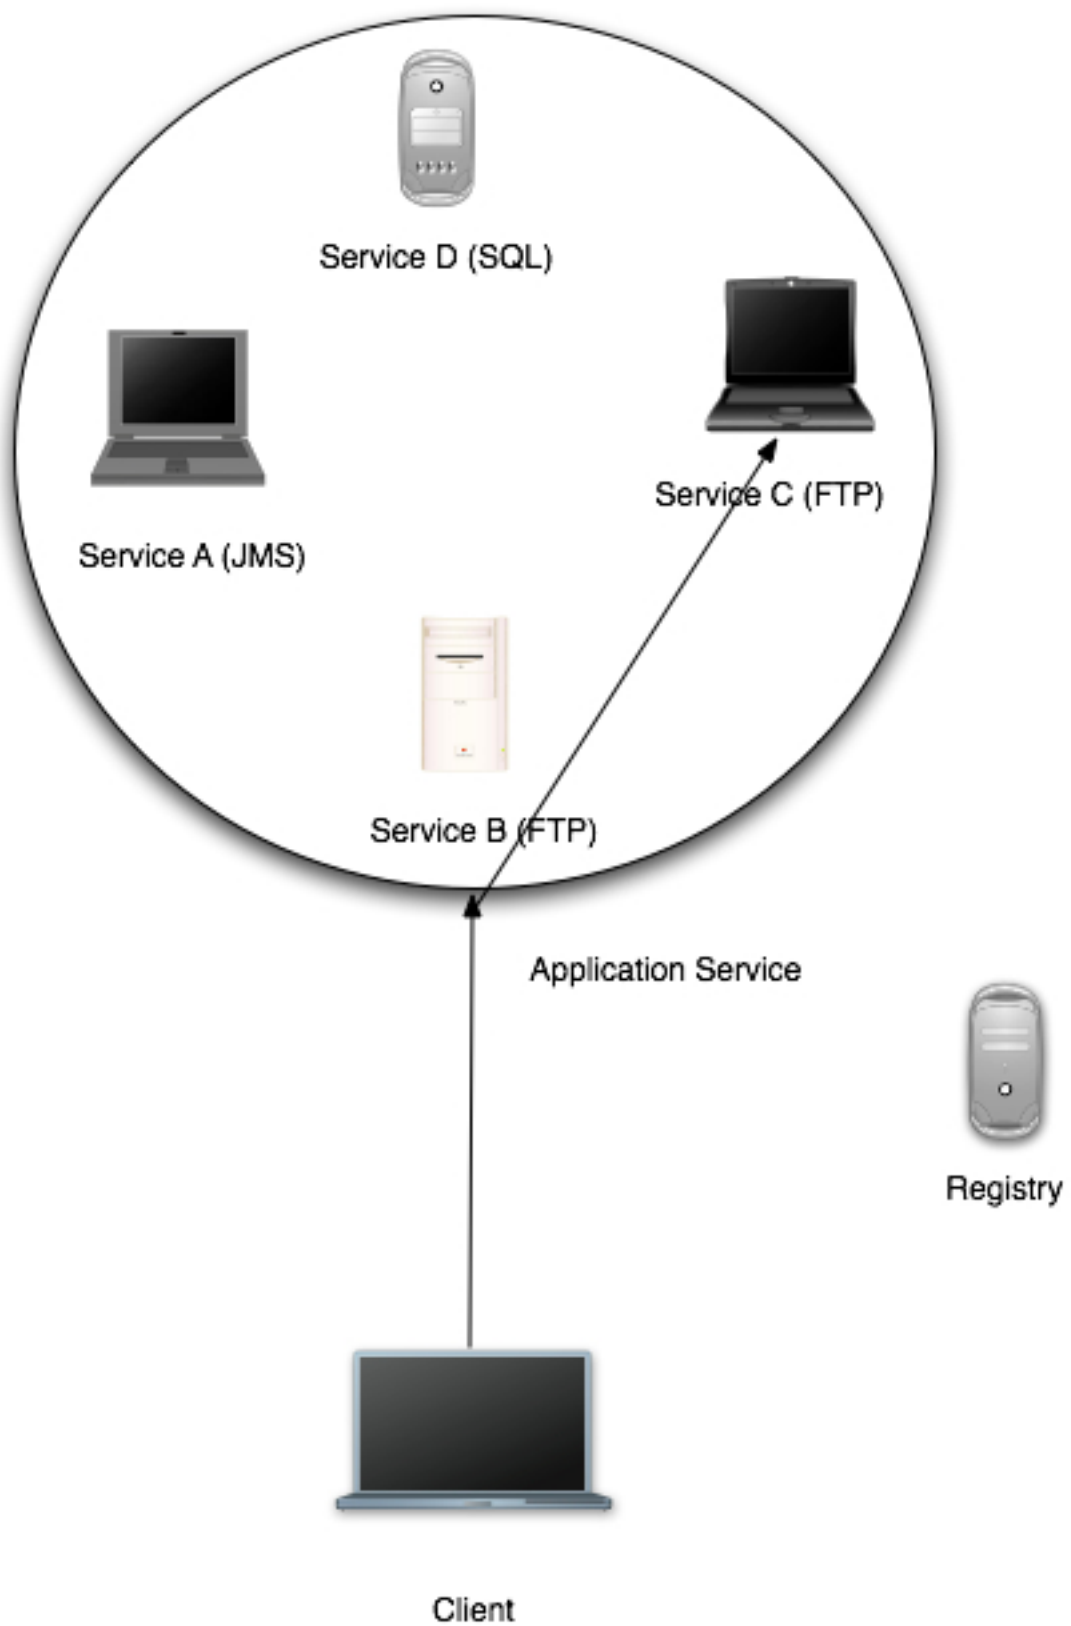 Service D (SQL)
Service C (FTP)
Service A (JMS)
Service B (FTP)
Application Service
Registry
Client